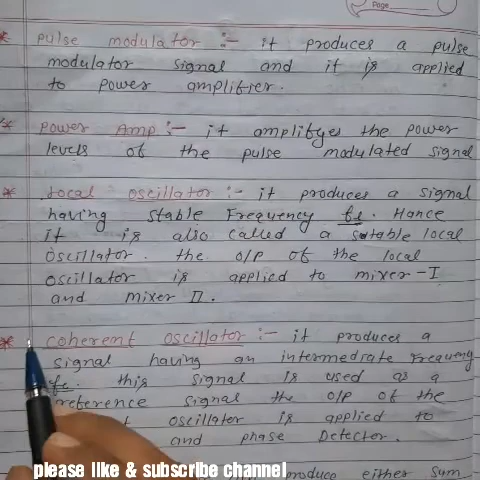 Page
* pulse modulator :- it produces a pulse
modulator signal and it is applied
to power amplifier.
* power Amp :- it amplifyes the power
levels of the pulse modulated signal
* Local oscillator :- it produces a signal
having stable Frequency fl. Hance
it is also called a stable local
oscillator. the O/P of the local
oscillator is applied to mixer-I
and mixer II.
* coherent oscillator :- it produces a
signal having an intermedrate Frequency
fc. this signal is used as a
reference signal the O/P of the
oscillator is applied to
and phase Detector.
produce either sum-
please like & subscribe channel